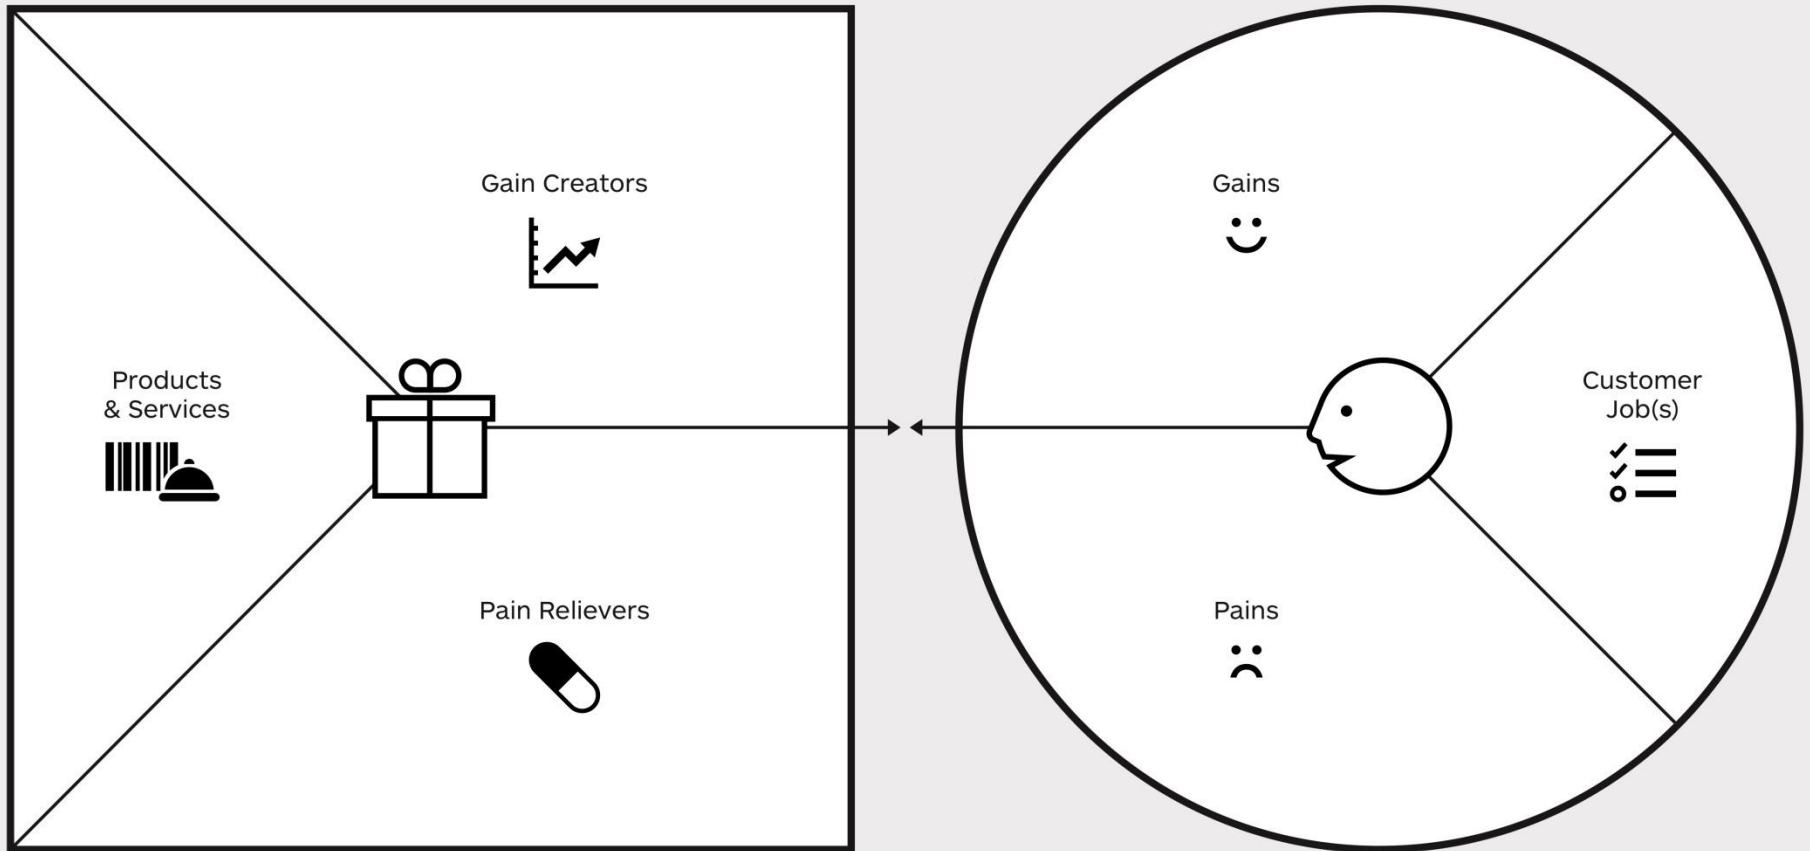 Gain Creators
Products
& Services
Pain Relievers
Gains
Customer
Job(s)
Pains